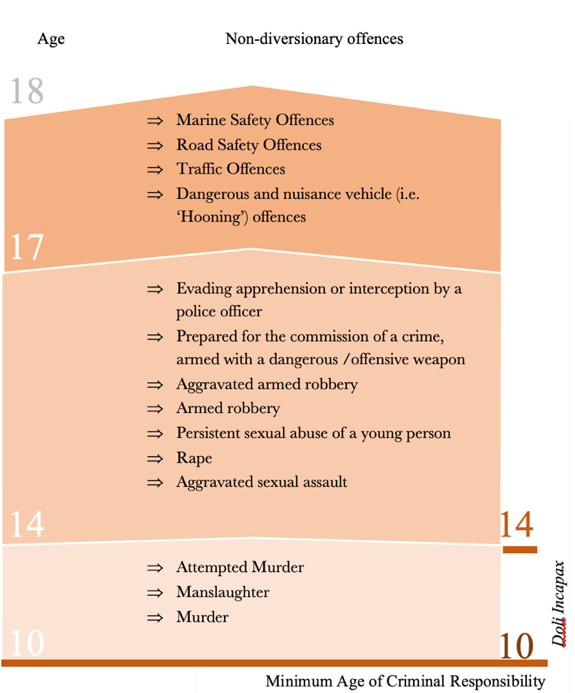 Age Non-diversionary offences
18
⇒ Marine Safety Offences
⇒ Road Safety Offences
⇒ Traffic Offences
⇒ Dangerous and nuisance vehicle (i.e.
‘Hooning’) offences
17
⇒ Evading apprehension or interception by a
police officer
⇒ Prepared for the commission of a crime,
armed with a dangerous /offensive weapon
⇒ Aggravated armed robbery
⇒ Armed robbery
⇒ Persistent sexual abuse of a young person
⇒ Rape
⇒ Aggravated sexual assault
14 14
⇒ Attempted Murder
⇒ Manslaughter
⇒ Murder
10 10
Doli Incapax
Minimum Age of Criminal Responsibility